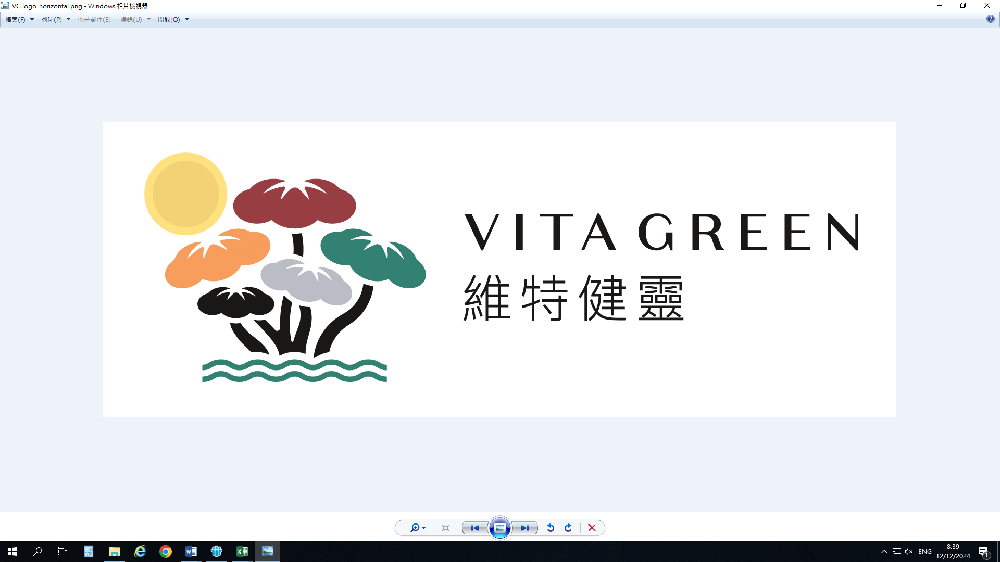 VG logo_horizontal.png - Windows 相片檢視器
檔案(F) 列印(P) 電子郵件(E) 燒錄(U) 開啟(O)
VITA GREEN
維特健靈
ENG
8:39
12/12/2024
1